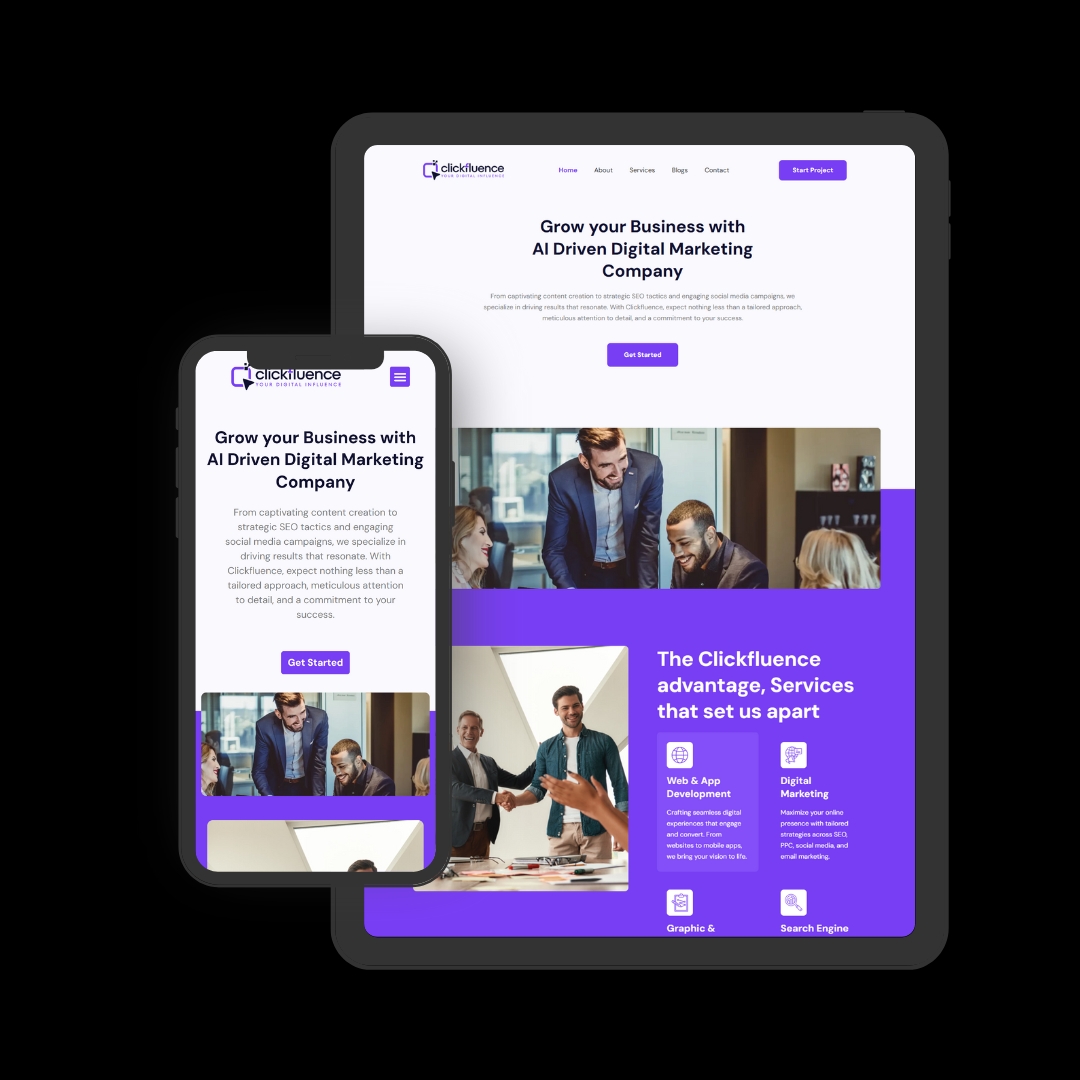 clickfluence
YOUR DIGITAL INFLUENCE
Home About Services Blogs Contact
Start Project
Grow your Business with
AI Driven Digital Marketing
Company
From captivating content creation to strategic SEO tactics and engaging social media campaigns, we
specialize in driving results that resonate. With Clickfluence, expect nothing less than a tailored approach,
meticulous attention to detail, and a commitment to your success.
Get Started
The Clickfluence
advantage, Services
that set us apart
Web & App
Development
Crafting seamless digital
experiences that engage
and convert. From
websites to mobile apps,
we bring your vision to life.
Digital
Marketing
Maximize your online
presence with tailored
strategies across SEO,
PPC, social media, and
email marketing.
Graphic &
Search Engine
clickfluence
YOUR DIGITAL INFLUENCE
Grow your Business with
AI Driven Digital Marketing
Company
From captivating content creation to
strategic SEO tactics and engaging
social media campaigns, we specialize in
driving results that resonate. With
Clickfluence, expect nothing less than a
tailored approach, meticulous attention
to detail, and a commitment to your
success.
Get Started